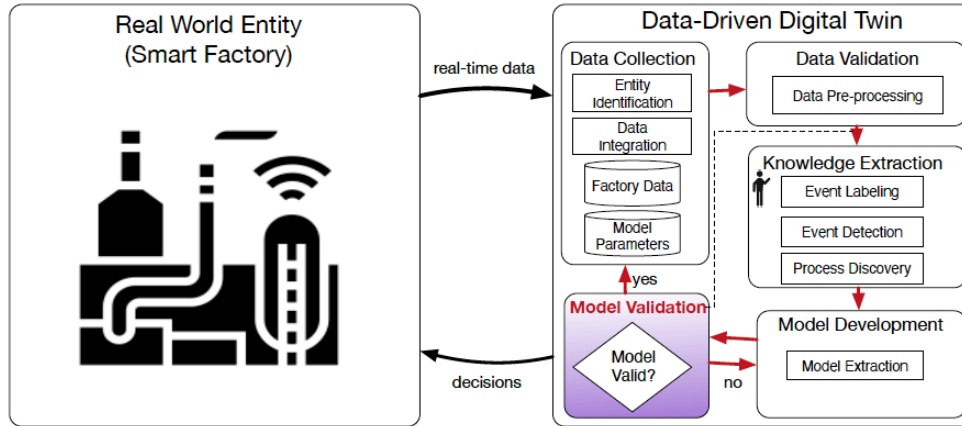 Real World Entity
(Smart Factory)
real-time data
decisions
Data-Driven Digital Twin
Data Collection
Entity
Identification
Data
Integration
Factory Data
Model
Parameters
Data Validation
Data Pre-processing
Knowledge Extraction
Event Labeling
Event Detection
Process Discovery
yes
Model Validation
Model
Valid?
no
Model Development
Model Extraction